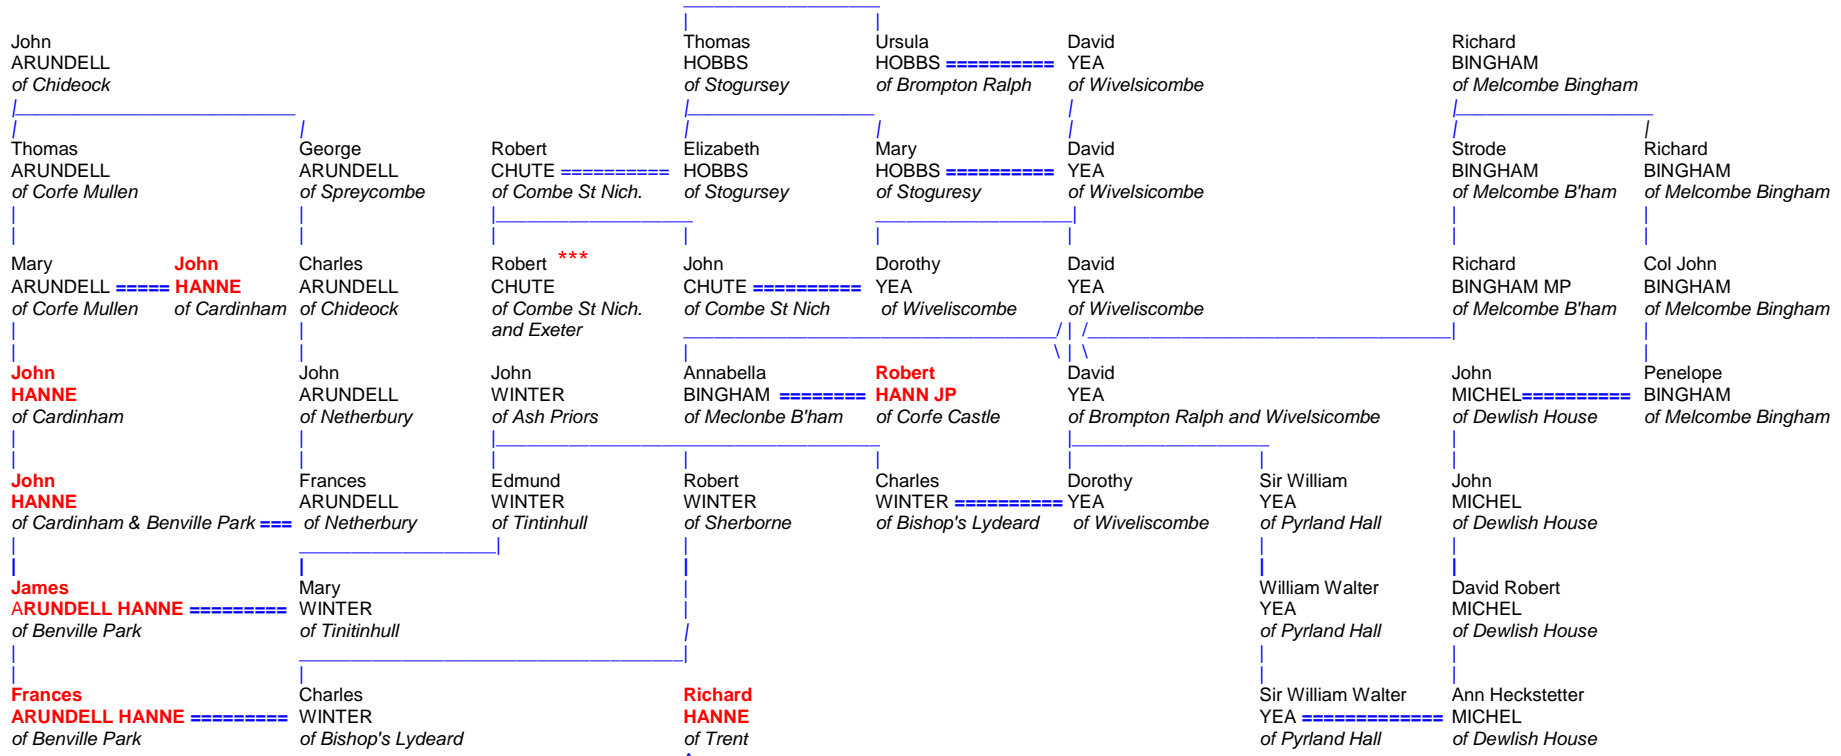 John
ARUNDELL
of Chideock
Thomas
HOBBS
of Stogursey
Ursula
HOBBS ==========
of Brompton Ralph
David
YEA
of Wivelsicombe
Richard
BINGHAM
of Melcombe Bingham
Thomas
ARUNDELL
of Corfe Mullen
George
ARUNDELL
of Spreycombe
Robert
CHUTE ==========
of Combe St Nich.
Elizabeth
HOBBS
of Stogursey
Mary
HOBBS ==========
of Stoguresy
David
YEA
of Wivelsicombe
Strode
BINGHAM
of Melcombe B'ham
Richard
BINGHAM
of Melcombe Bingham
Mary
ARUNDELL =====
of Corfe Mullen
John
HANNE
of Cardinham
Charles
ARUNDELL
of Chideock
Robert ***
CHUTE
of Combe St Nich.
and Exeter
John
CHUTE ==========
of Combe St Nich
Dorothy
YEA
of Wiveliscombe
David
YEA
of Wivelsicombe
Richard
BINGHAM MP
of Melcombe B'ham
Col John
BINGHAM
of Melcombe Bingham
John
HANNE
of Cardinham
John
ARUNDELL
of Netherbury
John
WINTER
of Ash Priors
Annabella
BINGHAM ========
of Meclonbe B'ham
Robert
HANN JP
of Corfe Castle
David
YEA
of Brompton Ralph and Wivelsicombe
John
MICHEL==========
of Dewlish House
Penelope
BINGHAM
of Melcombe Bingham
John
HANNE
of Cardinham & Benville Park ===
Frances
ARUNDELL
of Netherbury
Edmund
WINTER
of Tintinhull
Robert
WINTER
of Sherborne
Charles
WINTER ==========
of Bishop's Lydeard
Dorothy
YEA
of Wiveliscombe
Sir William
YEA
of Pyrland Hall
John
MICHEL
of Dewlish House
James
ARUNDELL HANNE =========
of Benville Park
Mary
WINTER
of Tinitinhull
William Walter
YEA
of Pyrland Hall
David Robert
MICHEL
of Dewlish House
Frances
ARUNDELL HANNE =========
of Benville Park
Charles
WINTER
of Bishop's Lydeard
Richard
HANNE
of Trent
Sir William Walter
YEA =============
of Pyrland Hall
Ann Heckstetter
MICHEL
of Dewlish House